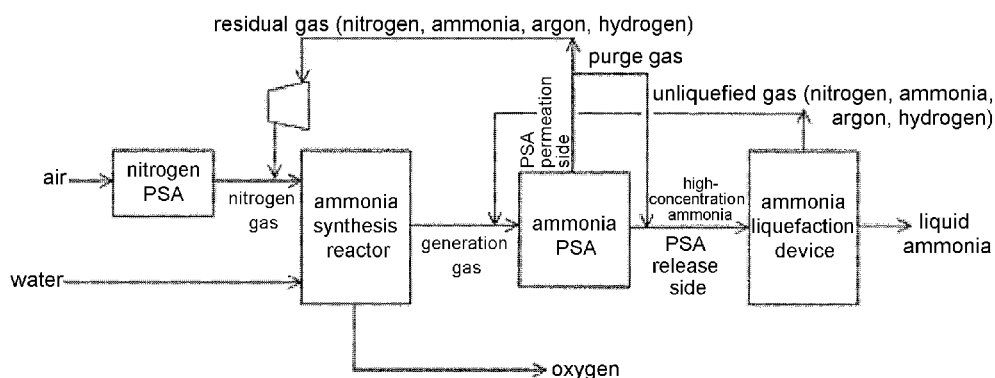 residual gas (nitrogen, ammonia, argon, hydrogen)
purge gas
unliquefied gas (nitrogen, ammonia,
argon, hydrogen)
PSA
permeation
side
air
nitrogen
PSA
nitrogen
gas
ammonia
synthesis
reactor
generation
gas
ammonia
PSA
high-
concentration
ammonia
PSA
release
side
ammonia
liquefaction
device
liquid
ammonia
water
oxygen